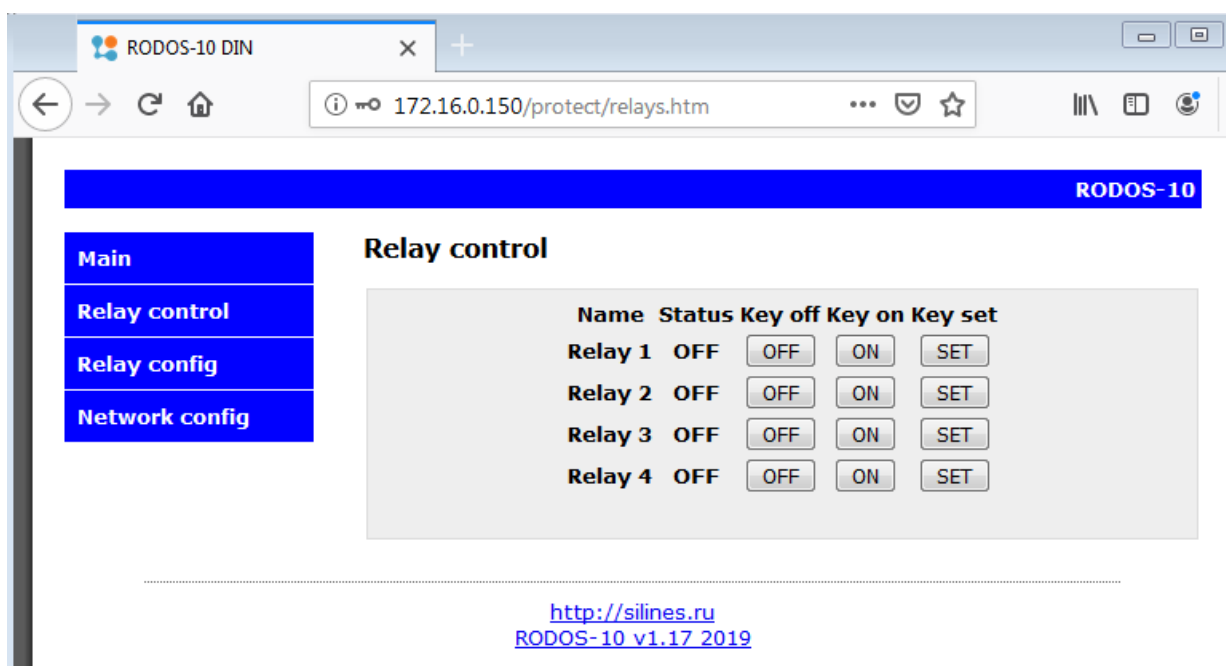 RODOS-10 DIN
172.16.0.150/protect/relays.htm
RODOS-10
Main
Relay control
Relay config
Network config
Relay control
Name Status Key off Key on Key set
Relay 1 OFF OFF ON SET
Relay 2 OFF OFF ON SET
Relay 3 OFF OFF ON SET
Relay 4 OFF OFF ON SET
http://silines.ru
RODOS-10 v1.17 2019